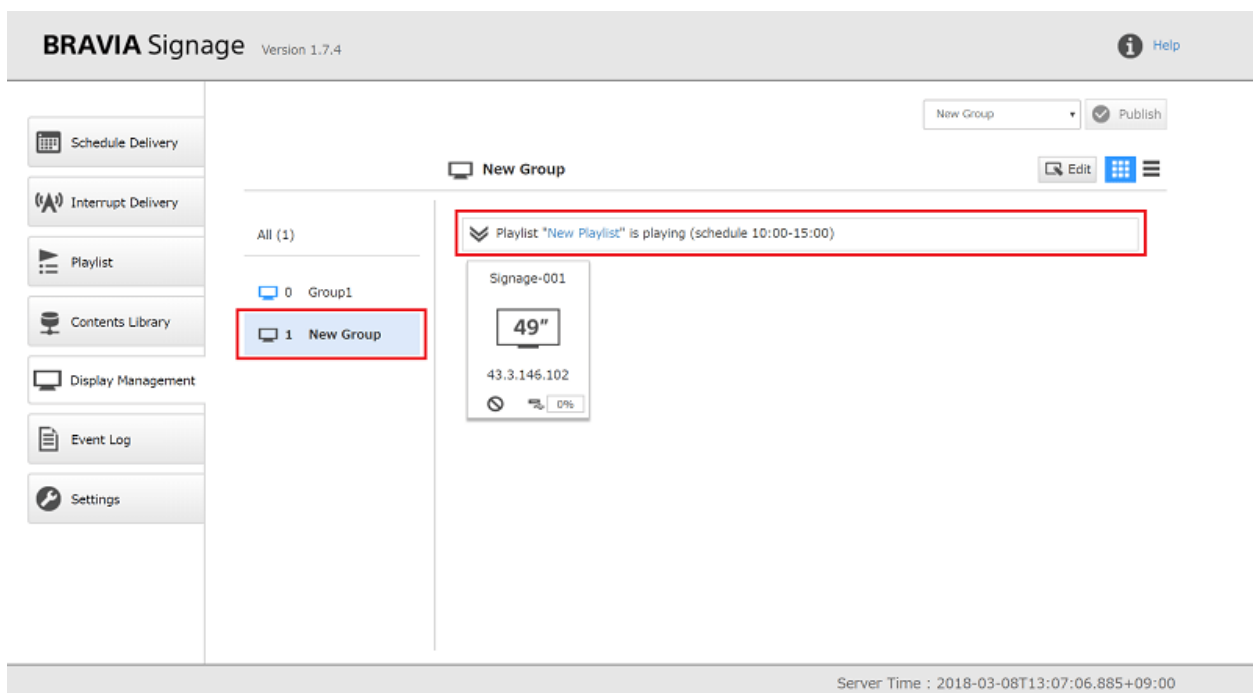 BRAVIA Signage Version 1.7.4
Help
New Group
Publish
Schedule Delivery
Interrupt Delivery
Playlist
Contents Library
Display Management
Event Log
Settings
New Group
Edit
All (1)
0 Group1
1 New Group
Playlist "New Playlist" is playing (schedule 10:00-15:00)
Signage-001
49"
43.3.146.102
0%
Server Time : 2018-03-08T13:07:06.885+09:00